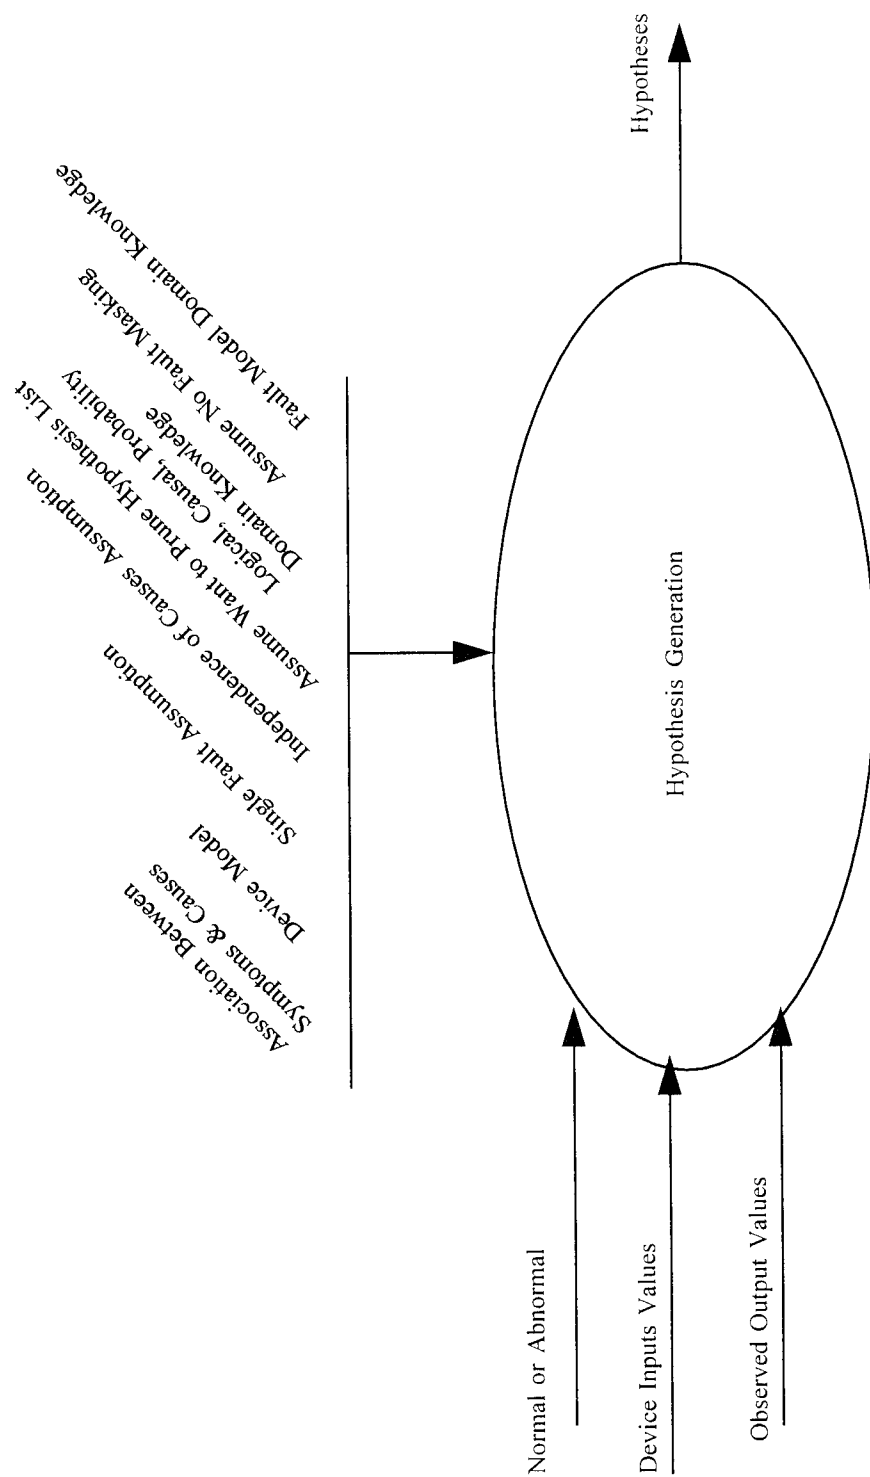 Association Between
Symptoms & Causes
Device Model
Single Fault Assumption
Independence of Causes Assumption
Assume Want to Prune Hypothesis List
Logical, Causal, Probability
Domain Knowledge
Assume No Fault Masking
Fault Model Domain Knowledge
Normal or Abnormal
Device Inputs Values
Observed Output Values
Hypothesis Generation
Hypotheses